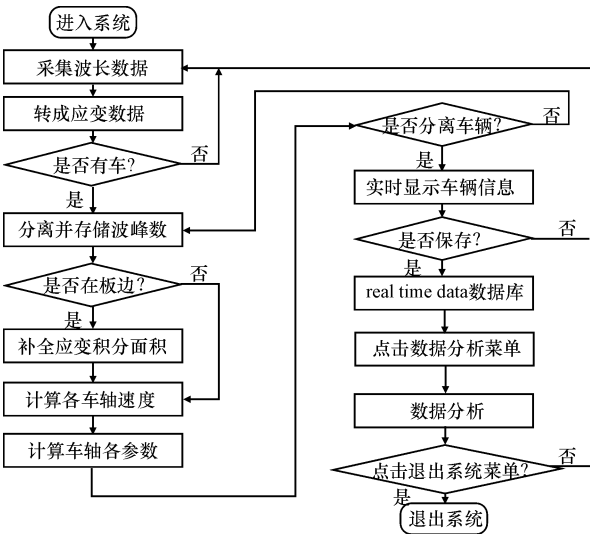 进入系统
采集波长数据
转成应变数据
是否有车?
否
是
分离并存储波峰数
是否在板边?
否
是
补全应变积分面积
计算各车轴速度
计算车轴各参数
是否分离车辆?
否
是
实时显示车辆信息
是否保存?
否
是
real time data数据库
点击数据分析菜单
数据分析
点击退出系统菜单?
否
是
退出系统